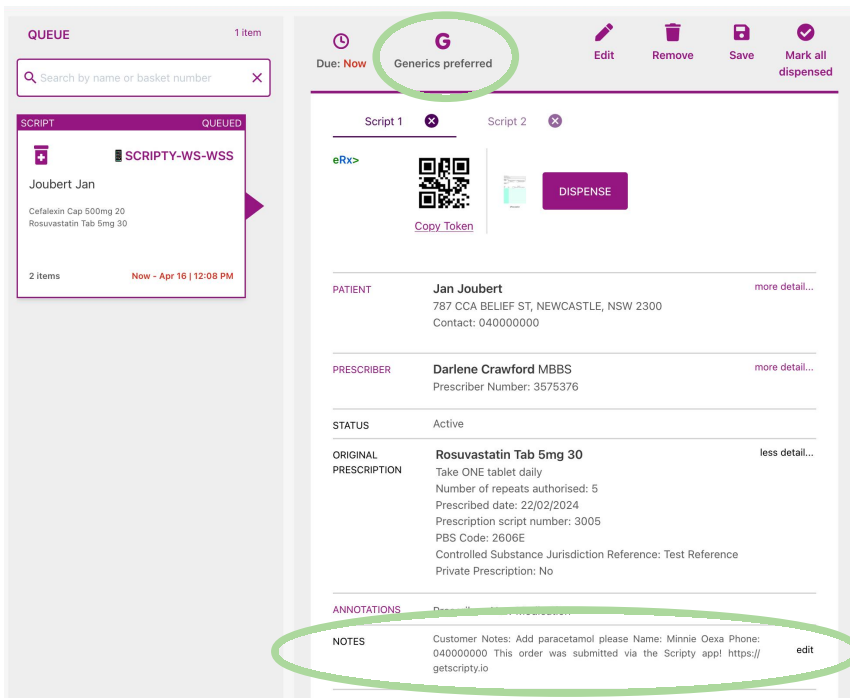 QUEUE
1 item
Search by name or basket number
SCRIPT QUEUED
SCRIPTY-WS-WSS
Joubert Jan
Cefalexin Cap 500mg 20
Rosuvastatin Tab 5mg 30
2 items Now - Apr 16 | 12:08 PM
Due: Now
G
Generics preferred
Edit
Remove
Save
Mark all
dispensed
Script 1
Script 2
eRx>
Copy Token
DISPENSE
PATIENT
Jan Joubert
more detail...
787 CCA BELIEF ST, NEWCASTLE, NSW 2300
Contact: 040000000
PRESCRIBER
Darlene Crawford MBBS
more detail...
Prescriber Number: 3575376
STATUS
Active
ORIGINAL
PRESCRIPTION
Rosuvastatin Tab 5mg 30
less detail...
Take ONE tablet daily
Number of repeats authorised: 5
Prescribed date: 22/02/2024
Prescription script number: 3005
PBS Code: 2606E
Controlled Substance Jurisdiction Reference: Test Reference
Private Prescription: No
ANNOTATIONS
NOTES
Customer Notes: Add paracetamol please Name: Minnie Oexa Phone:
040000000 This order was submitted via the Scripty app! https://
getscripty.io
edit